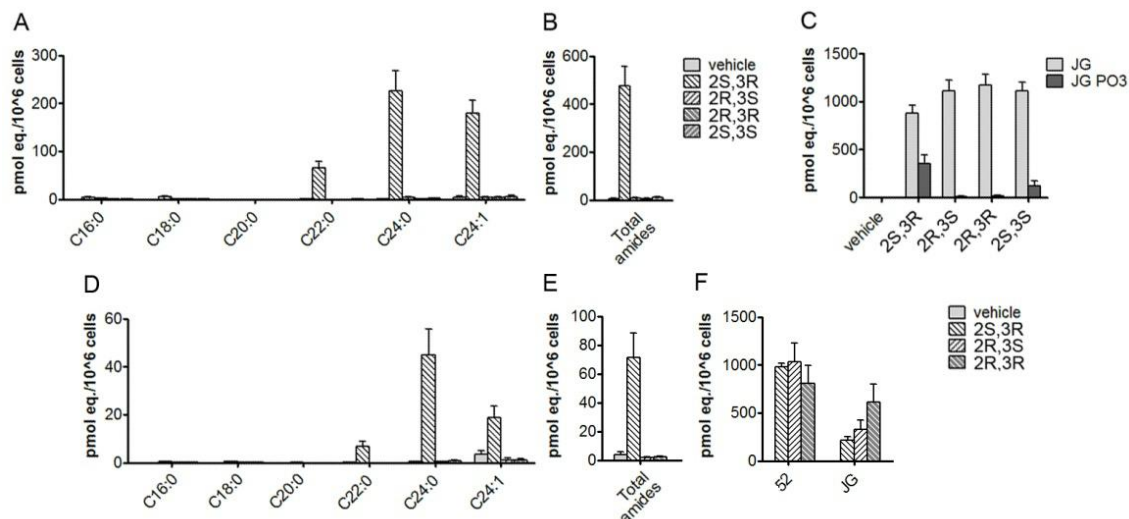 A
pmol eq./10^6 cells
300
200
100
0
C16:0
C18:0
C20:0
C22:0
C24:0
C24:1
B
pmol eq./10^6 cells
600
400
200
0
Total
amides
vehicle
2S,3R
2R,3S
2R,3R
2S,3S
C
pmol eq./10^6 cells
1500
1000
500
0
vehicle
2S,3R
2R,3S
2R,3R
2S,3S
JG
JG PO3
D
pmol eq./10^6 cells
60
40
20
0
C16:0
C18:0
C20:0
C22:0
C24:0
C24:1
E
pmol eq./10^6 cells
100
80
60
40
20
0
Total
amides
F
pmol eq./10^6 cells
1500
1000
500
0
52
JG
vehicle
2S,3R
2R,3S
2R,3R